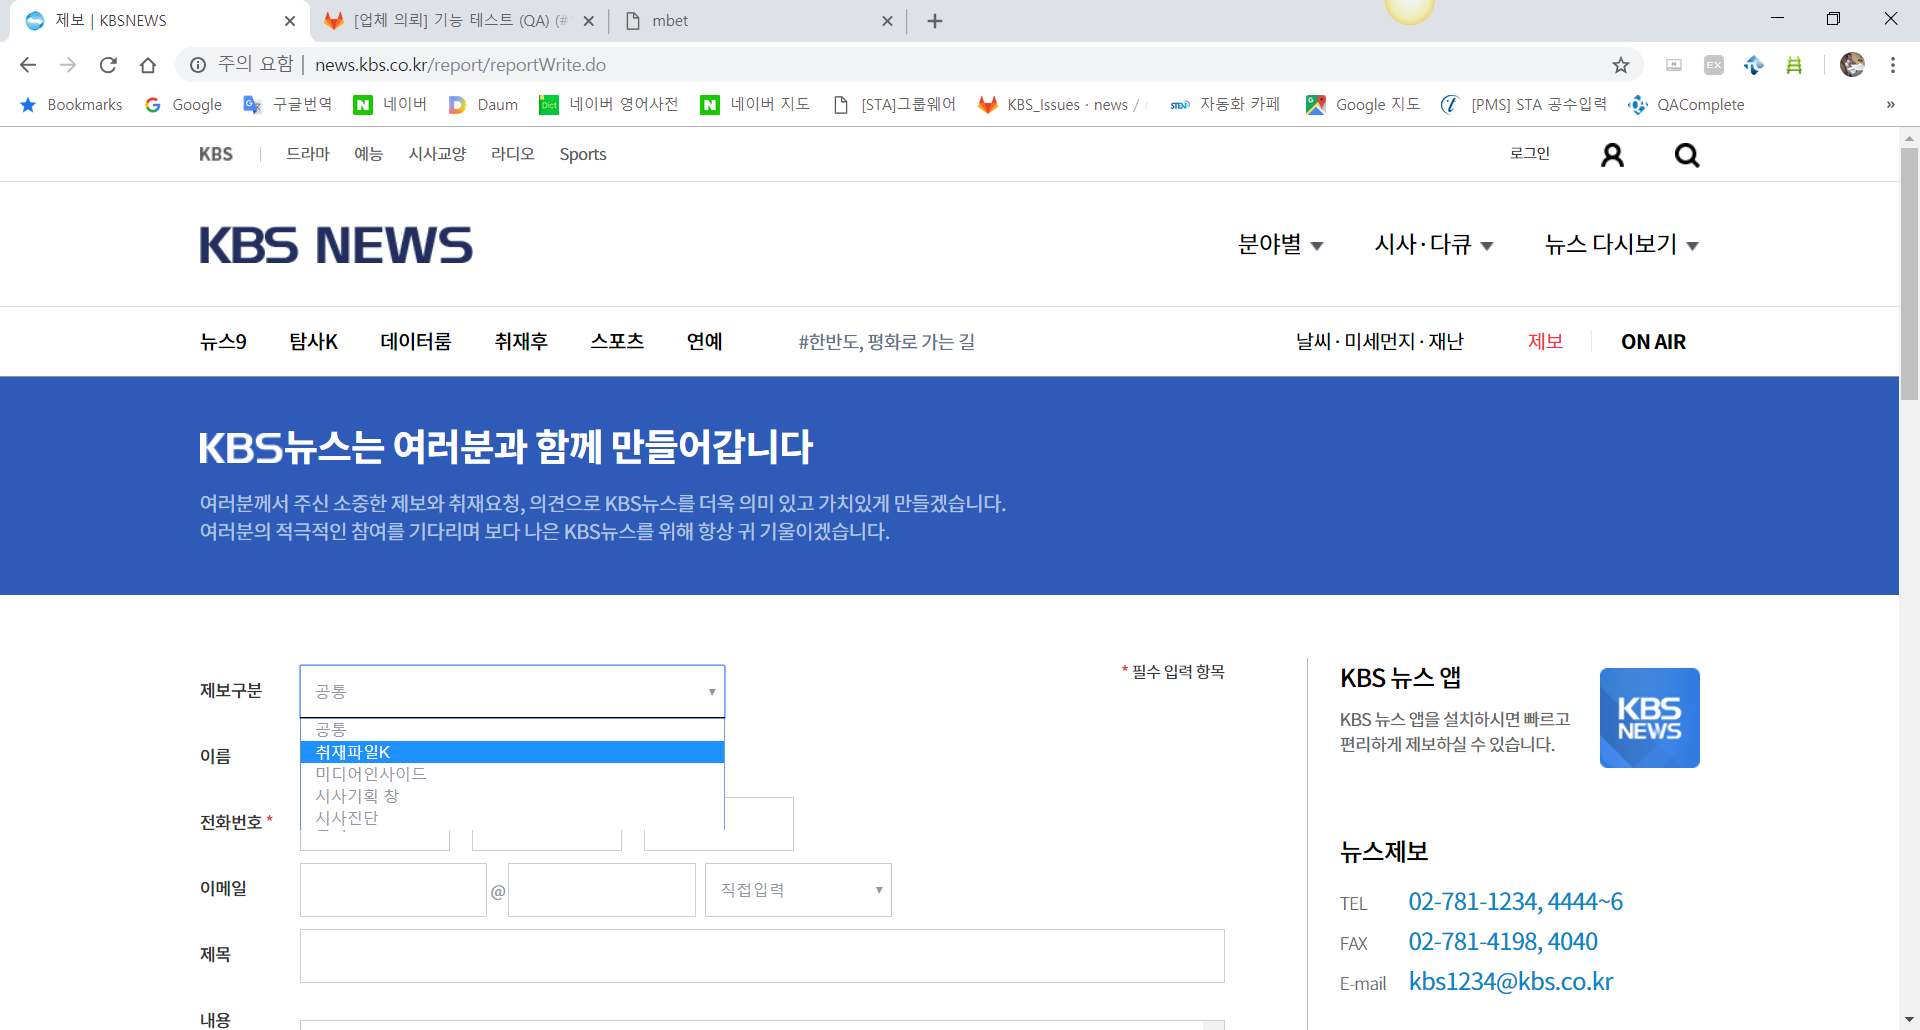 제보 | KBSNEWS
[업체 의뢰] 기능 테스트 (QA) (#
mbet
주의 요함 | news.kbs.co.kr/report/reportWrite.do
EX
Bookmarks Google 구글번역 네이버 Daum 네이버 영어사전 네이버 지도 [STA]그룹웨어 KBS_Issues · news / 자동화 카페 Google 지도 [PMS] STA 공수입력 QAComplete »
KBS 드라마 예능 시사교양 라디오 Sports 로그인
KBS NEWS 분야별 시사·다큐 뉴스 다시보기
뉴스9 탐사K 데이터룸 취재후 스포츠 연예 #한반도, 평화로 가는 길 날씨·미세먼지·재난 제보 ON AIR
KBS뉴스는 여러분과 함께 만들어갑니다
여러분께서 주신 소중한 제보와 취재요청, 의견으로 KBS뉴스를 더욱 의미 있고 가치있게 만들겠습니다.
여러분의 적극적인 참여를 기다리며 보다 나은 KBS뉴스를 위해 항상 귀 기울이겠습니다.
* 필수 입력 항목
제보구분 공통
공통
취재파일K
미디어인사이드
시사기획 창
시사진단
이름
전화번호 *
이메일 @ 직접입력
제목
내용
KBS 뉴스 앱
KBS 뉴스 앱을 설치하시면 빠르고
편리하게 제보하실 수 있습니다.
KBS
NEWS
뉴스제보
TEL 02-781-1234, 4444~6
FAX 02-781-4198, 4040
E-mail kbs1234@kbs.co.kr